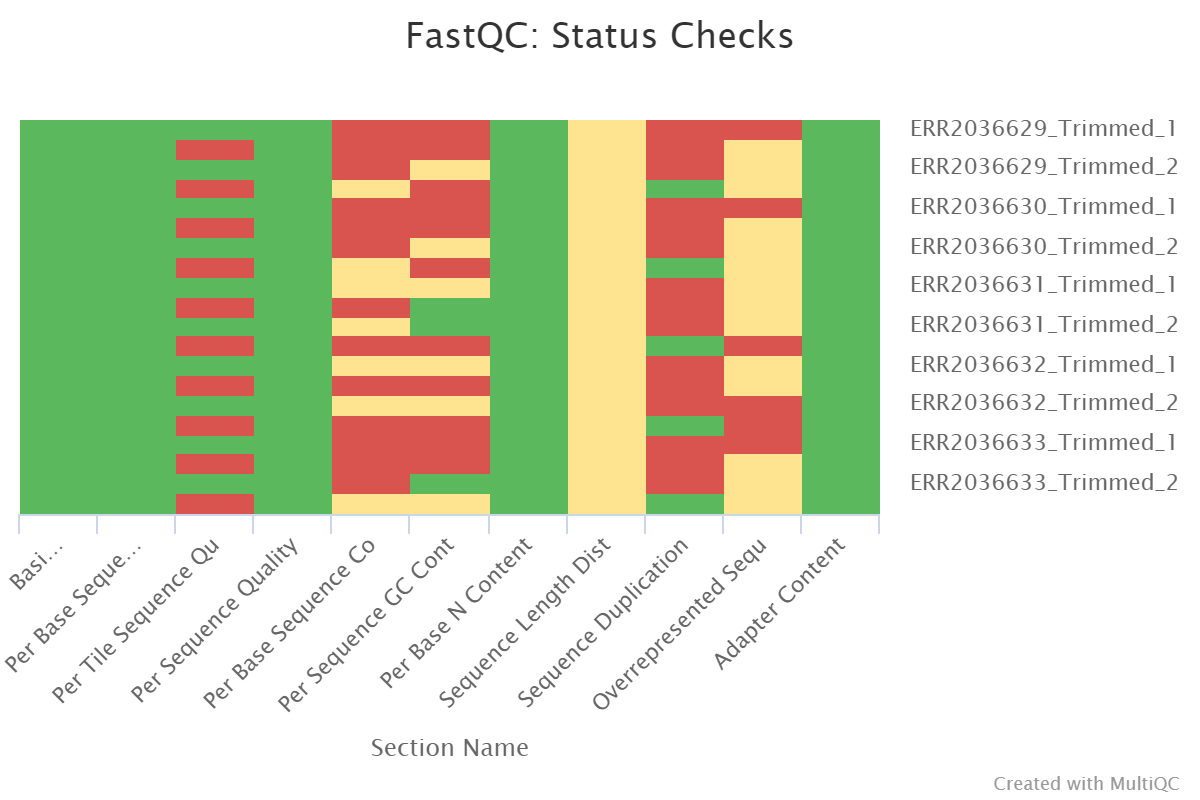 FastQC: Status Checks
ERR2036629_Trimmed_1
ERR2036629_Trimmed_2
ERR2036630_Trimmed_1
ERR2036630_Trimmed_2
ERR2036631_Trimmed_1
ERR2036631_Trimmed_2
ERR2036632_Trimmed_1
ERR2036632_Trimmed_2
ERR2036633_Trimmed_1
ERR2036633_Trimmed_2
Basi...
Per Base Seque...
Per Tile Sequence Qu
Per Sequence Quality
Per Base Sequence Co
Per Sequence GC Cont
Per Base N Content
Sequence Length Dist
Sequence Duplication
Overrepresented Sequ
Adapter Content
Section Name
Created with MultiQC